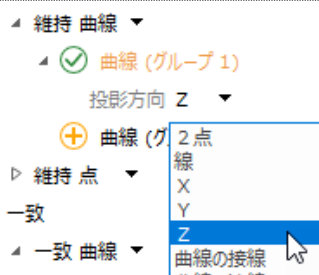 維持 曲線
曲線 (グループ 1)
投影方向 Z
曲線 (グ
2 点
線
X
維持 点
Y
一致
Z
一致 曲線
曲線の接線